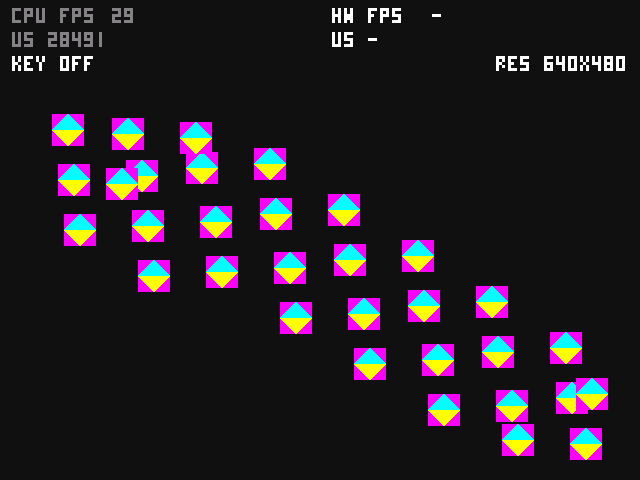 CPU FPS 29
HW FPS -
US 28491
US -
KEY OFF
RES 640X480